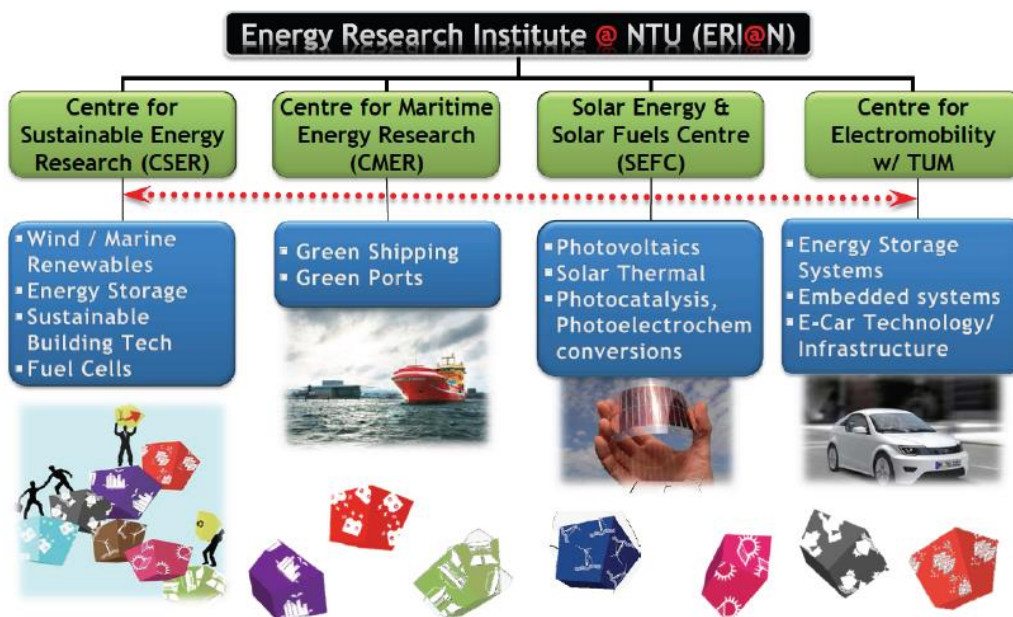 Energy Research Institute @ NTU (ERI@N)
Centre for
Sustainable Energy
Research (CSER)
Centre for Maritime
Energy Research
(CMER)
Solar Energy &
Solar Fuels Centre
(SEFC)
Centre for
Electromobility
w/ TUM
▪Wind / Marine
Renewables
▪Energy Storage
▪Sustainable
Building Tech
▪Fuel Cells
▪Green Shipping
▪Green Ports
▪Photovoltaics
▪Solar Thermal
▪Photocatalysis,
Photoelectrochem
conversions
▪Energy Storage
Systems
▪Embedded systems
▪E-Car Technology/
Infrastructure